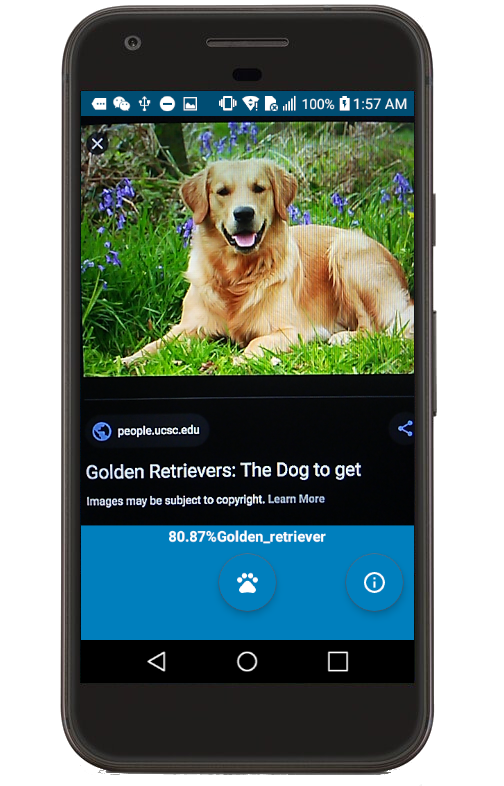 100% 1:57 AM
people.ucsc.edu
Golden Retrievers: The Dog to get
Images may be subject to copyright. Learn More
80.87%Golden_retriever